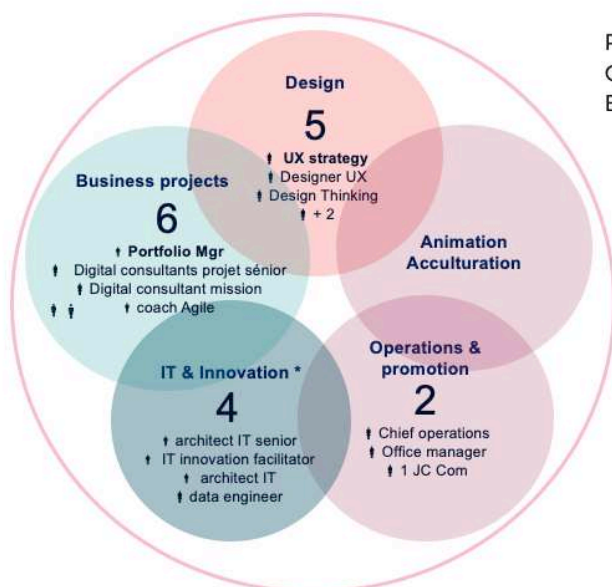 Design
5
UX strategy
Designer UX
Design Thinking
+ 2
Business projects
6
Portfolio Mgr
Digital consultants projet sénior
Digital consultant mission
coach Agile
Animation
Acculturation
IT & Innovation *
4
architect IT senior
IT innovation facilitator
architect IT
data engineer
Operations &
promotion
2
Chief operations
Office manager
1 JC Com